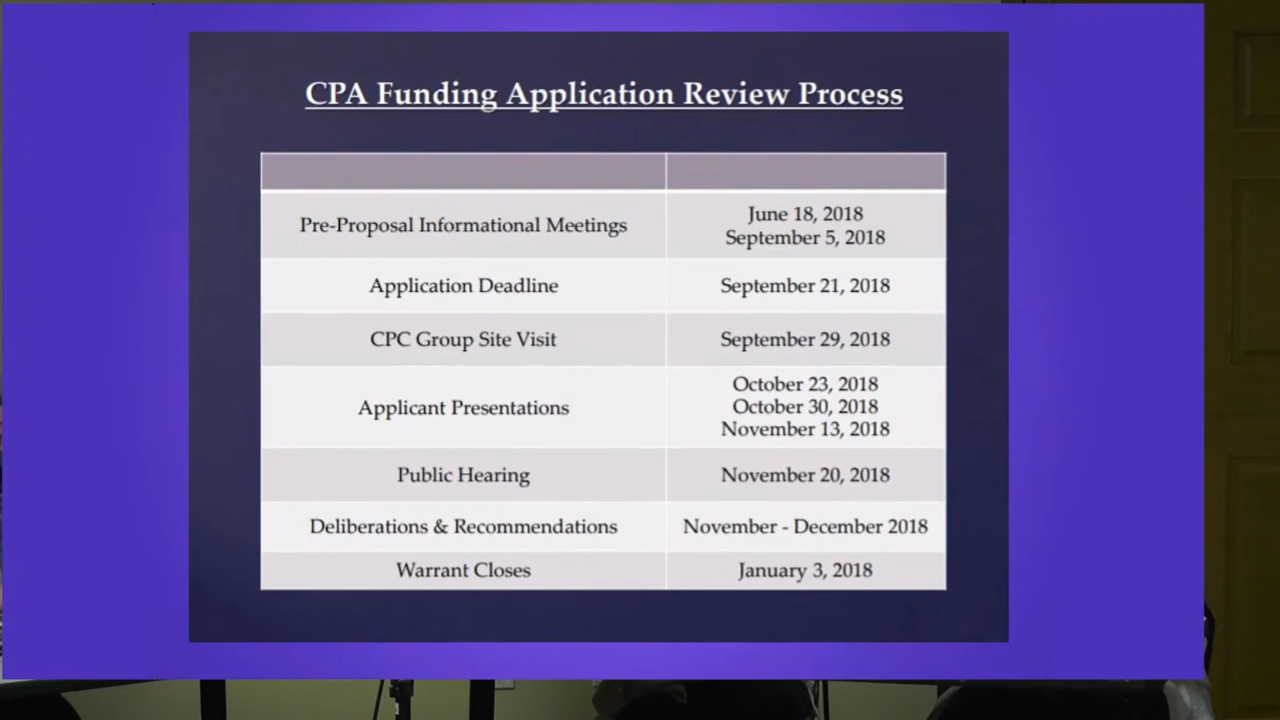 CPA Funding Application Review Process
Pre-Proposal Informational Meetings
June 18, 2018
September 5, 2018
Application Deadline
September 21, 2018
CPC Group Site Visit
September 29, 2018
Applicant Presentations
October 23, 2018
October 30, 2018
November 13, 2018
Public Hearing
November 20, 2018
Deliberations & Recommendations
November - December 2018
Warrant Closes
January 3, 2018